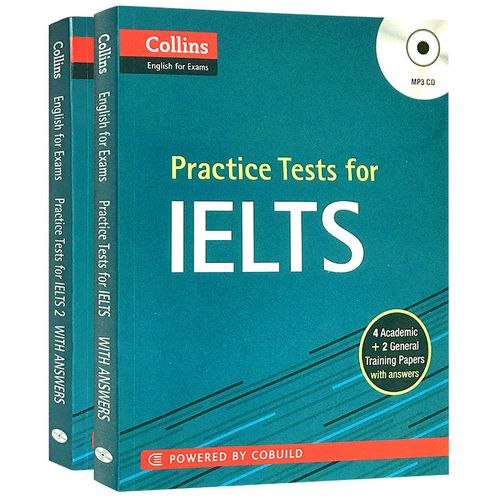 Collins
English for Exams
MP3 CD
Practice Tests for
IELTS
4 Academic
+ 2 General
Training Papers
with answers
POWERED BY COBUILD
Collins
English for Exams
Practice Tests for IELTS
WITH ANSWERS
Collins
English for Exams
Practice Tests for IELTS 2
WITH ANSWERS